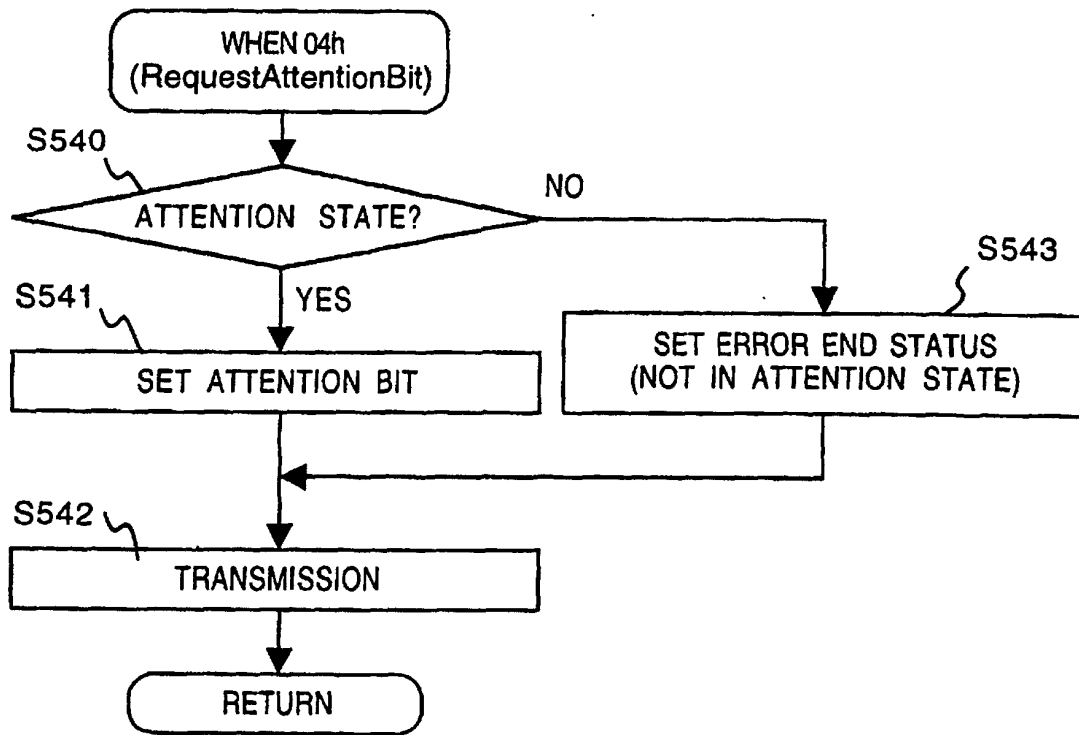 WHEN 04h
(RequestAttentionBit)
S540
ATTENTION STATE?
NO
S543
S541
YES
SET ERROR END STATUS
(NOT IN ATTENTION STATE)
SET ATTENTION BIT
S542
TRANSMISSION
RETURN